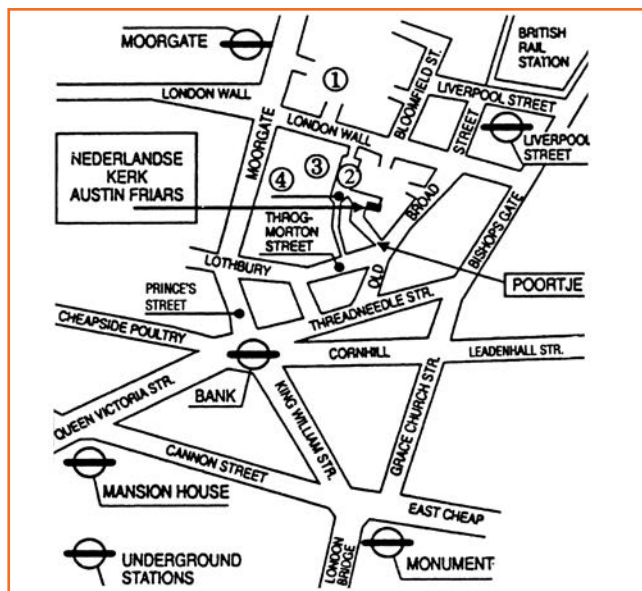 MOORGATE
BRITISH
RAIL
STATION
①
BLOOMFIELD ST.
LIVERPOOL STREET
LONDON WALL
LONDON WALL
STREET
LIVERPOOL
STREET
MOORGATE
NEDERLANDSE
KERK
AUSTIN FRIARS
③
②
④
BROAD
THROG-
MORTON
STREET
BISHOPS GATE
LOTHBURY
OLD
POORTJE
PRINCE'S
STREET
THREADNEEDLE STR.
CHEAPSIDE POULTRY
CORNHILL
LEADENHALL STR.
BANK
QUEEN VICTORIA STR.
KING WILLIAM STR.
GRACE CHURCH STR.
CANNON STREET
MANSION HOUSE
EAST CHEAP
LONDON
BRIDGE
MONUMENT
UNDERGROUND
STATIONS